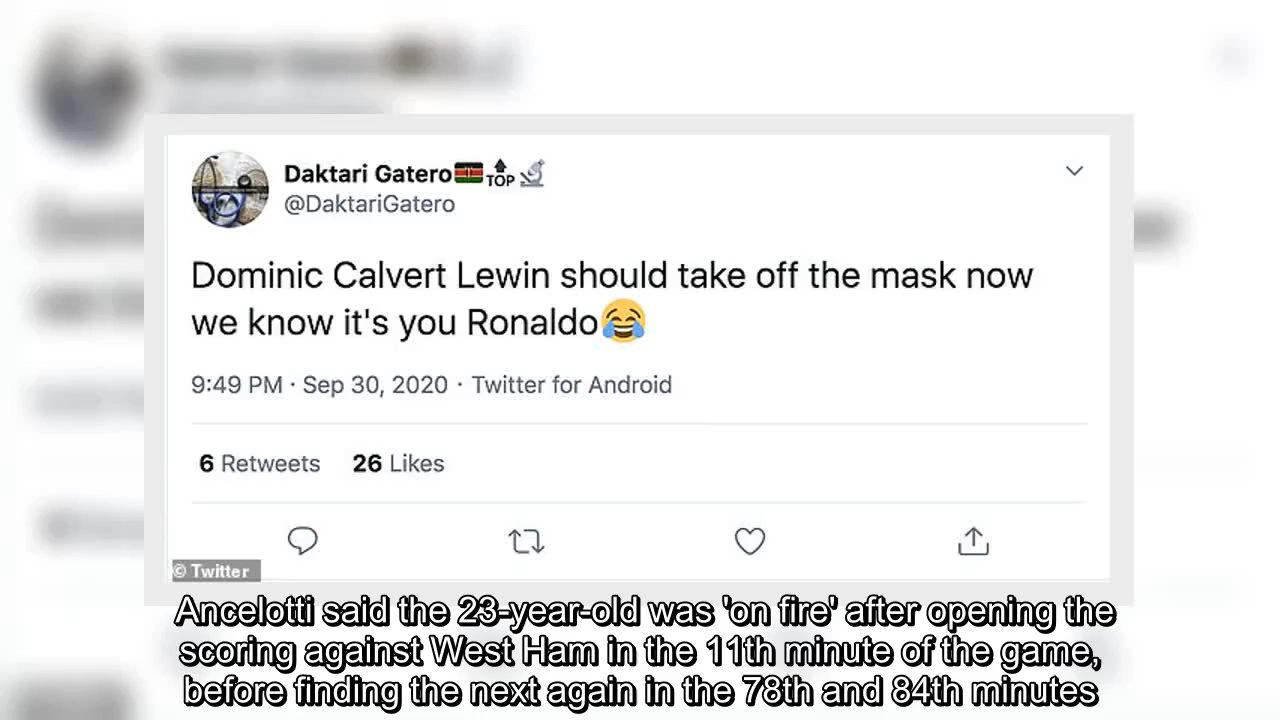 Daktari Gatero🇰🇪🔝🔬
@DaktariGatero
Dominic Calvert Lewin should take off the mask now
we know it's you Ronaldo😂
9:49 PM · Sep 30, 2020 · Twitter for Android
6 Retweets 26 Likes
© Twitter
Ancelotti said the 23-year-old was 'on fire' after opening the
scoring against West Ham in the 11th minute of the game,
before finding the next again in the 78th and 84th minutes